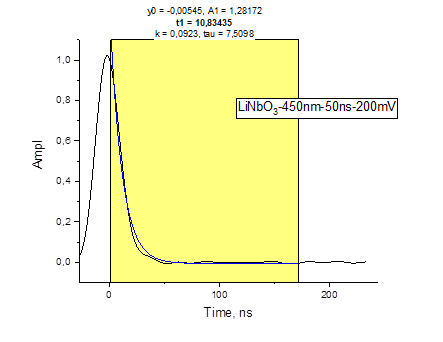 y0 = -0,00545, A1 = 1,28172
t1 = 10,83435
k = 0,0923, tau = 7,5098
1,0
0,8
0,6
0,4
0,2
0,0
Ampl
LiNbO₃-450nm-50ns-200mV
0
100
200
Time, ns